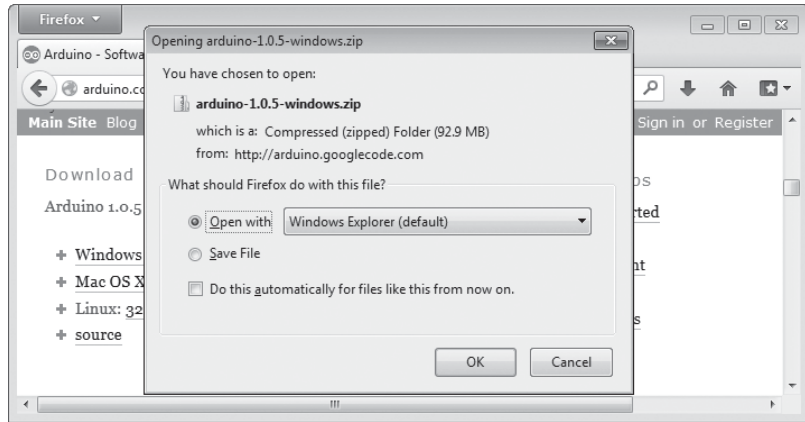 Firefox
Opening arduino-1.0.5-windows.zip
Arduino - Softwa
You have chosen to open:
arduino.cc
arduino-1.0.5-windows.zip
Main Site Blog
which is a: Compressed (zipped) Folder (92.9 MB)
Sign in or Register
from: http://arduino.googlecode.com
Download
What should Firefox do with this file?
Arduino 1.0.5
Open with
Windows Explorer (default)
rted
Windows
Save File
nt
Mac OS X
Do this automatically for files like this from now on.
Linux: 32
s
source
OK
Cancel